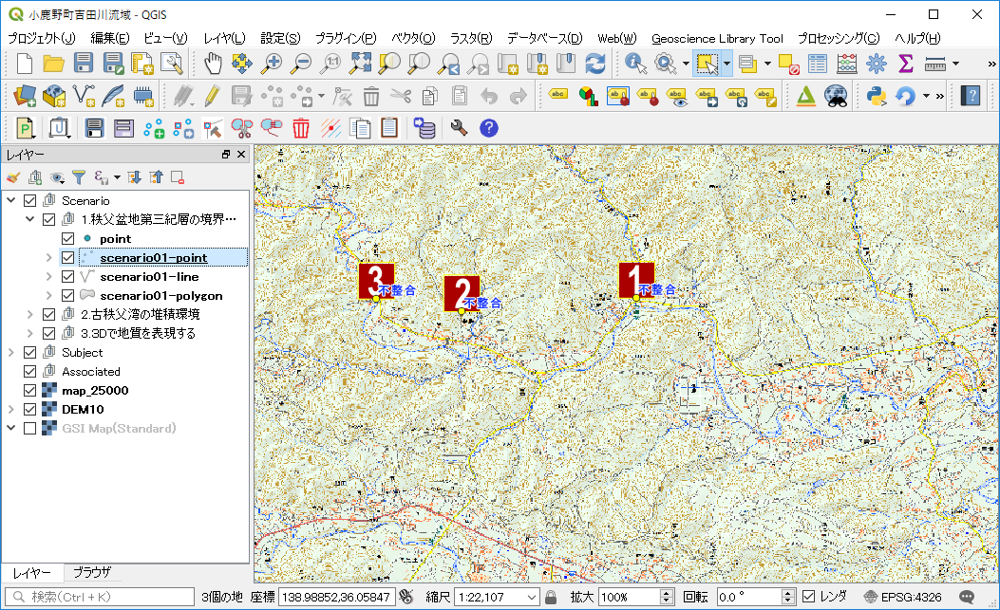 小鹿野町吉田川流域 - QGIS
プロジェクト(J) 編集(E) ビュー(V) レイヤ(L) 設定(S) プラグイン(P) ベクタ(O) ラスタ(R) データベース(D) Web(W) Geoscience Library Tool プロセッシング(C) ヘルプ(H)
レイヤー
Scenario
1.秩父盆地第三紀層の境界…
point
scenario01-point
scenario01-line
scenario01-polygon
2.古秩父湾の堆積環境
3.3Dで地質を表現する
Subject
Associated
map_25000
DEM10
GSI Map(Standard)
3 不整合
2 不整合
1 不整合
レイヤー ブラウザ
検索(Ctrl + K) 3個の地 座標 138.98852,36.05847 縮尺 1:22,107 拡大 100% 回転 0.0 ° レンダ EPSG:4326